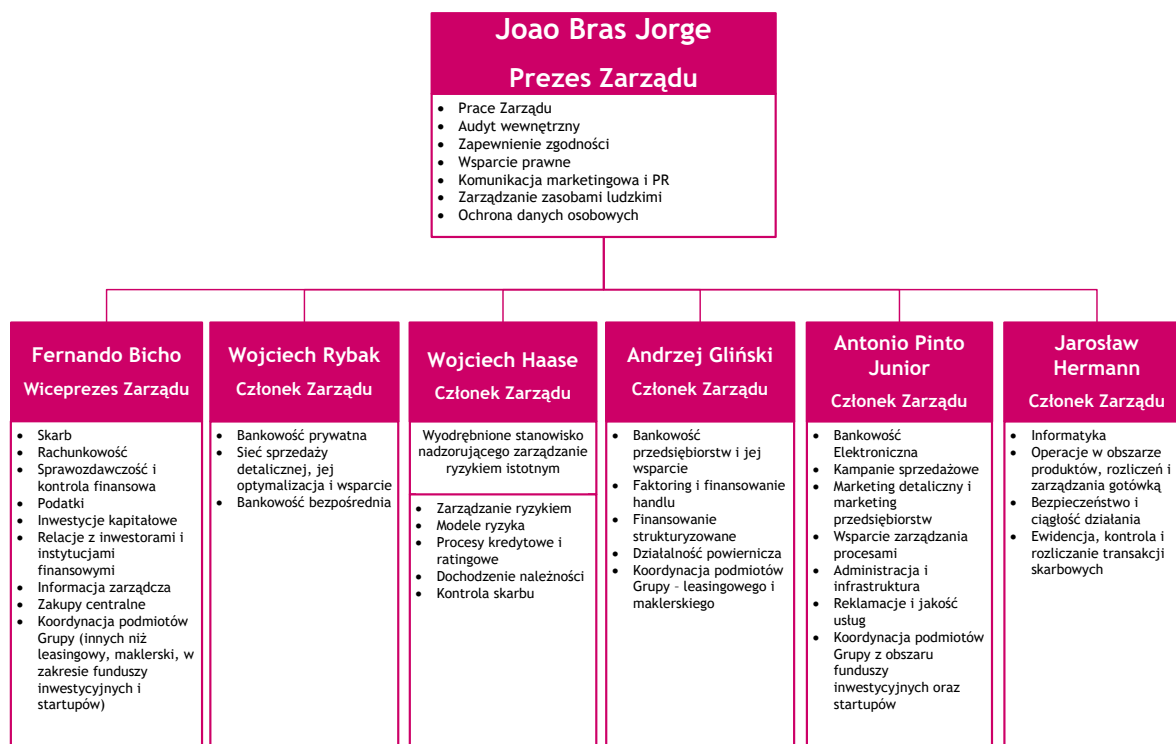 Joao Bras Jorge
Prezes Zarządu
• Prace Zarządu
• Audyt wewnętrzny
• Zapewnienie zgodności
• Wsparcie prawne
• Komunikacja marketingowa i PR
• Zarządzanie zasobami ludzkimi
• Ochrona danych osobowych
Fernando Bicho
Wiceprezes Zarządu
• Skarb
• Rachunkowość
• Sprawozdawczość i
kontrola finansowa
• Podatki
• Inwestycje kapitałowe
• Relacje z inwestorami i
instytucjami
finansowymi
• Informacja zarządcza
• Zakupy centralne
• Koordynacja podmiotów
Grupy (innych niż
leasingowy, maklerski, w
zakresie funduszy
inwestycyjnych i
startupów)
Wojciech Rybak
Członek Zarządu
• Bankowość prywatna
• Sieć sprzedaży
detalicznej, jej
optymalizacja i wsparcie
• Bankowość bezpośrednia
Wojciech Haase
Członek Zarządu
Wyodrębnione stanowisko
nadzorującego zarządzanie
ryzykiem istotnym
• Zarządzanie ryzykiem
• Modele ryzyka
• Procesy kredytowe i
ratingowe
• Dochodzenie należności
• Kontrola skarbu
Andrzej Gliński
Członek Zarządu
• Bankowość
przedsiębiorstw i jej
wsparcie
• Faktoring i finansowanie
handlu
• Finansowanie
strukturyzowane
• Działalność powiernicza
• Koordynacja podmiotów
Grupy – leasingowego i
maklerskiego
Antonio Pinto
Junior
Członek Zarządu
• Bankowość
Elektroniczna
• Kampanie sprzedażowe
• Marketing detaliczny i
marketing
przedsiębiorstw
• Wsparcie zarządzania
procesami
• Administracja i
infrastruktura
• Reklamacje i jakość
usług
• Koordynacja podmiotów
Grupy z obszaru
funduszy
inwestycyjnych oraz
startupów
Jarosław
Hermann
Członek Zarządu
• Informatyka
• Operacje w obszarze
produktów, rozliczeń i
zarządzania gotówką
• Bezpieczeństwo i
ciągłość działania
• Ewidencja, kontrola i
rozliczanie transakcji
skarbowych